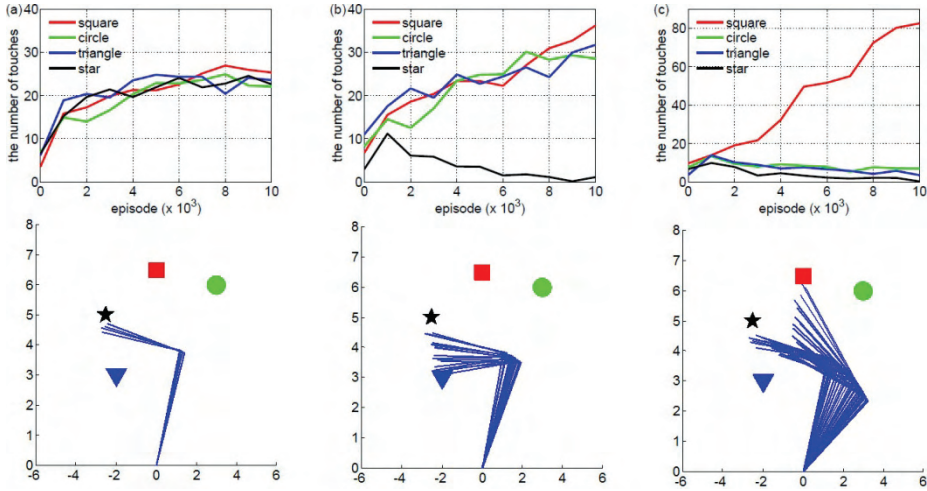 (a)
the number of touches
40
30
20
10
0
square
circle
triangle
star
0 2 4 6 8 10
episode (x 10³)
(b)
the number of touches
40
30
20
10
0
square
circle
triangle
star
0 2 4 6 8 10
episode (x 10³)
(c)
the number of touches
80
60
40
20
0
square
circle
triangle
star
0 2 4 6 8 10
episode (x 10³)
8
7
6
5
4
3
2
1
0
-6 -4 -2 0 2 4 6
8
7
6
5
4
3
2
1
0
-6 -4 -2 0 2 4 6
8
7
6
5
4
3
2
1
0
-6 -4 -2 0 2 4 6